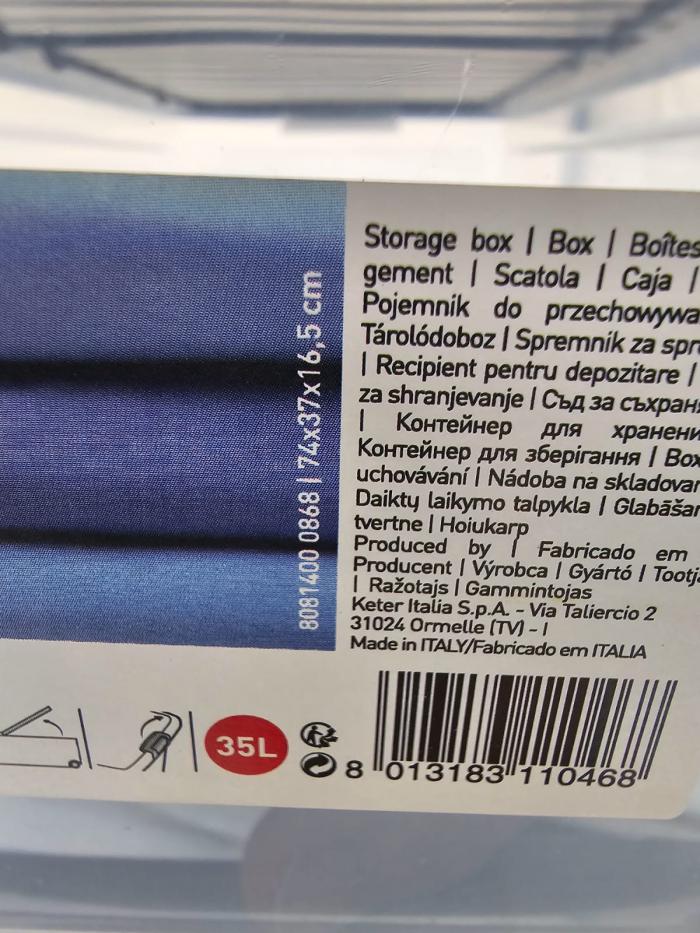 8081400 0868 | 74x37x16,5 cm
Storage box | Box | Boîtes
gement | Scatola | Caja |
Pojemnik do przechowywa
Tárolódoboz | Spremnik za spr
| Recipient pentru depozitare |
za shranjevanje | Съд за съхран
| Контейнер для хранени
Контейнер для зберігання | Box
uchovávání | Nádoba na skladovan
Daiktų laikymo talpykla | Glabāšan
tvertne | Hoiukarp
Produced by | Fabricado em
Producent | Výrobca | Gyártó | Tootja
| Ražotajs | Gammintojas
Keter Italia S.p.A. - Via Taliercio 2
31024 Ormelle (TV) - I
Made in ITALY/Fabricado em ITALIA
35L
8 013183 110468